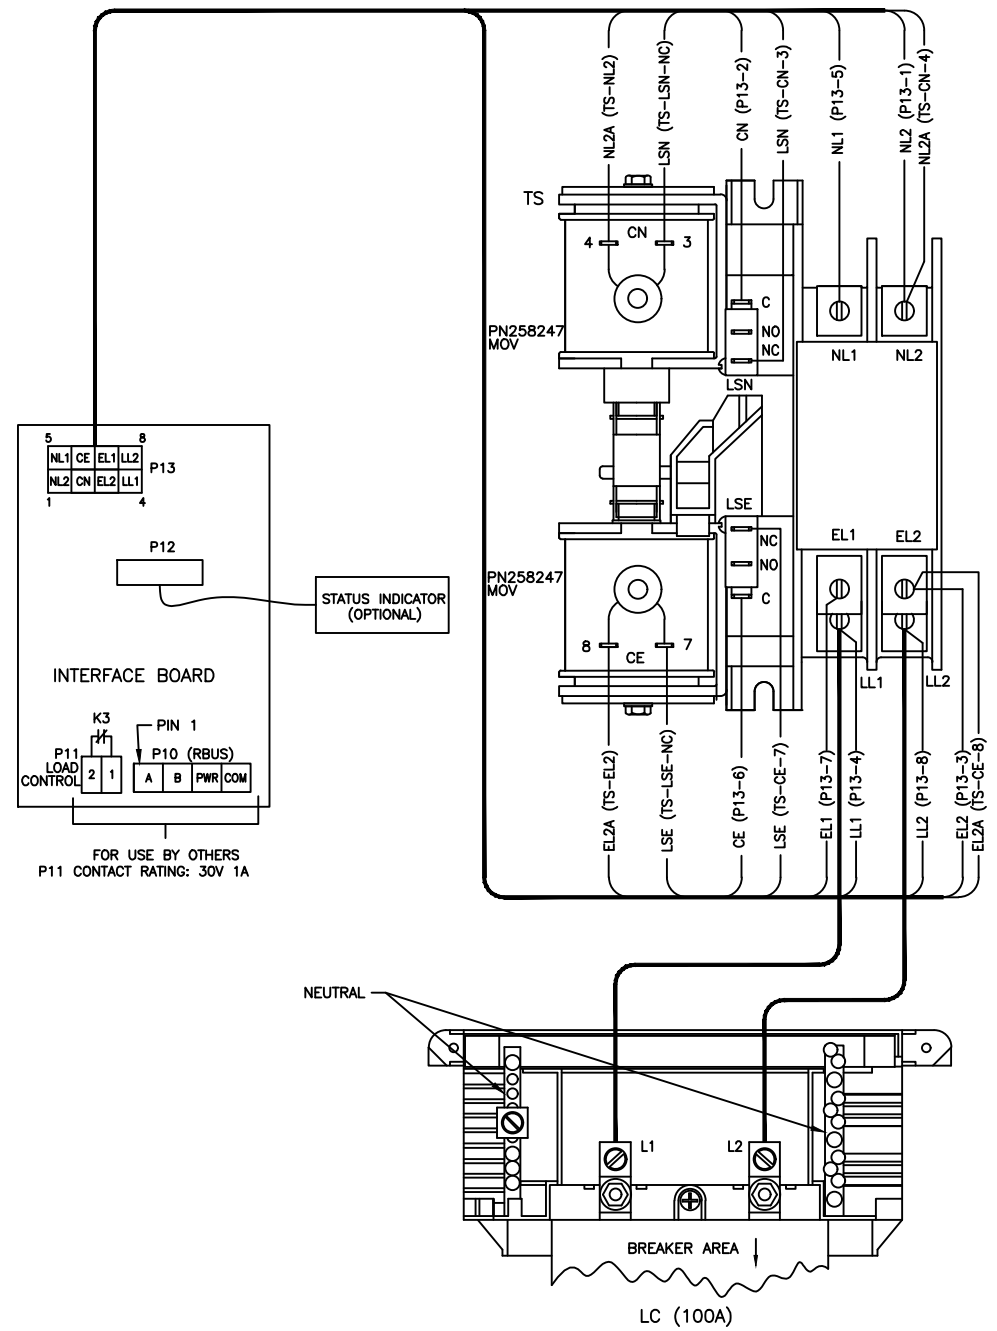 NL2A (TS-NL2)
LSN (TS-LSN-NC)
CN (P13-2)
LSN (TS-CN-3)
NL1 (P13-5)
NL2 (P13-1)
NL2A (TS-CN-4)
TS
CN
4
3
C
NO
NC
PN258247
MOV
LSN
NL1
NL2
5
8
NL1 CE EL1 LL2
NL2 CN EL2 LL1
P13
1
4
LSE
NC
NO
C
EL1
EL2
P12
STATUS INDICATOR
(OPTIONAL)
PN258247
MOV
8
7
CE
LL1
LL2
INTERFACE BOARD
K3
PIN 1
P11
LOAD
CONTROL
2 1
P10 (RBUS)
A B PWR COM
FOR USE BY OTHERS
P11 CONTACT RATING: 30V 1A
EL2A (TS-EL2)
LSE (TS-LSE-NC)
CE (P13-6)
LSE (TS-CE-7)
EL1 (P13-7)
LL1 (P13-4)
LL2 (P13-8)
EL2 (P13-3)
EL2A (TS-CE-8)
NEUTRAL
L1
L2
BREAKER AREA
LC (100A)